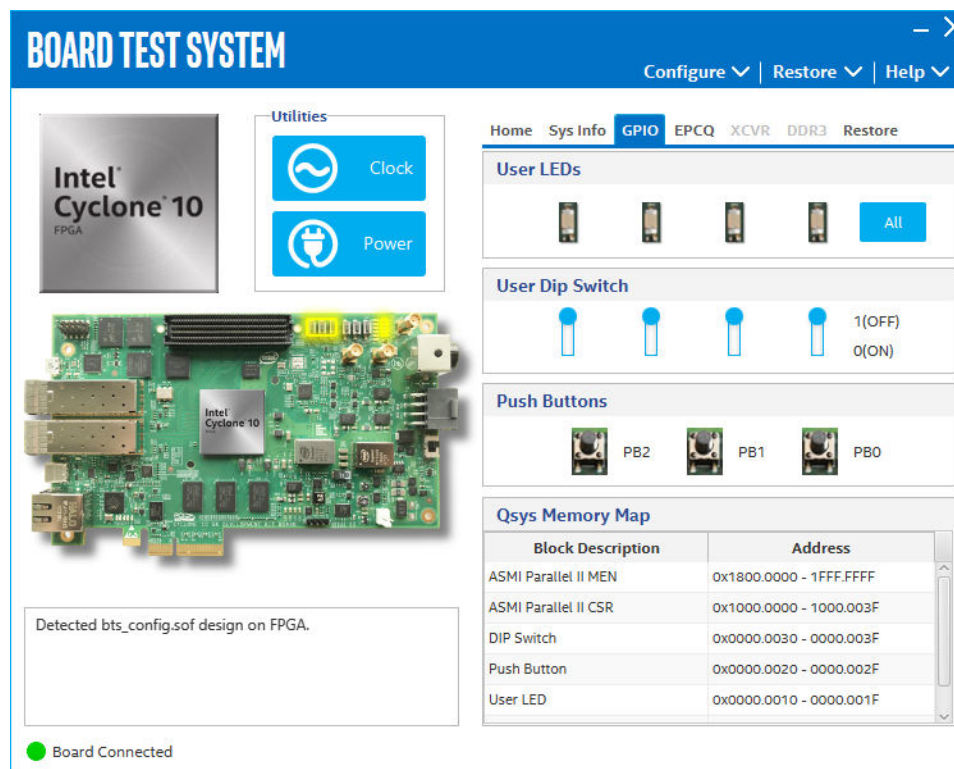 BOARD TEST SYSTEM
Configure | Restore | Help
Intel®
Cyclone® 10
FPGA
Utilities
Clock
Power
Home Sys Info GPIO EPCQ XCVR DDR3 Restore
User LEDs
All
User Dip Switch
1(OFF)
0(ON)
Push Buttons
PB2 PB1 PB0
Intel
Cyclone 10
Qsys Memory Map
Block Description Address
ASMI Parallel II MEN 0x1800.0000 - 1FFF.FFFF
ASMI Parallel II CSR 0x1000.0000 - 1000.003F
DIP Switch 0x0000.0030 - 0000.003F
Push Button 0x0000.0020 - 0000.002F
User LED 0x0000.0010 - 0000.001F
Detected bts_config.sof design on FPGA.
Board Connected